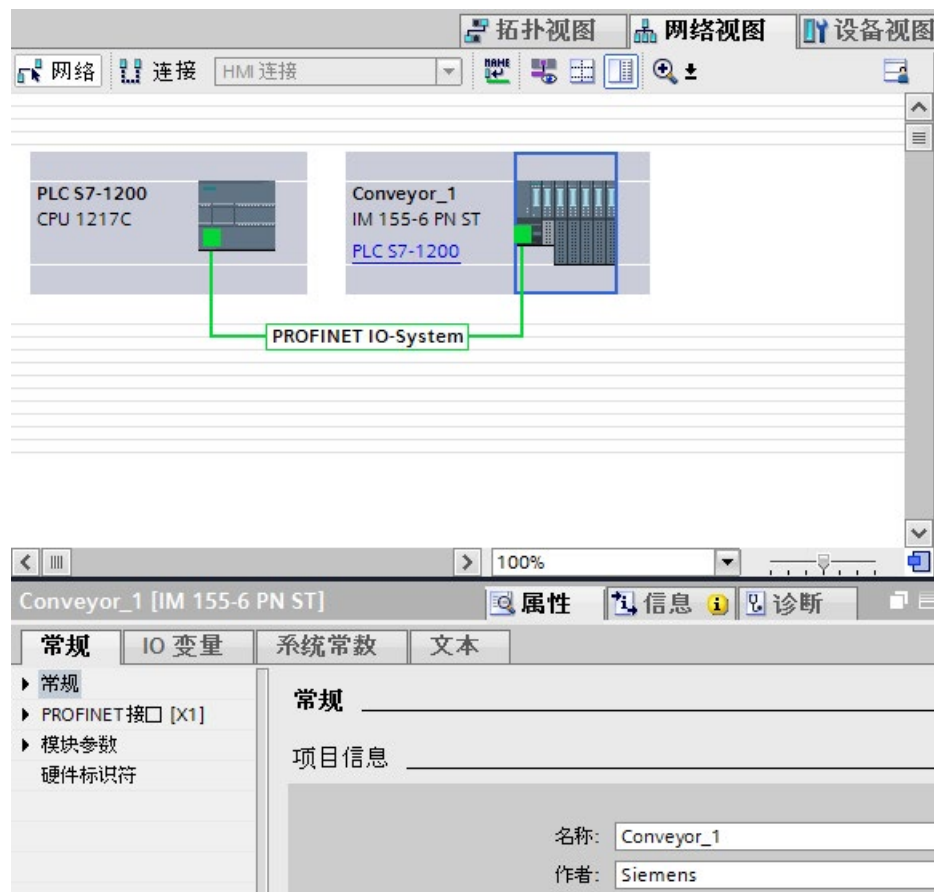 拓扑视图 网络视图 设备视图
网络 连接 HMI 连接
NAME
PLC S7-1200
CPU 1217C
Conveyor_1
IM 155-6 PN ST
PLC S7-1200
PROFINET IO-System
100%
Conveyor_1 [IM 155-6 PN ST] 属性 信息 诊断
常规 IO 变量 系统常数 文本
常规
PROFINET接口 [X1]
模块参数
硬件标识符
常规
项目信息
名称: Conveyor_1
作者: Siemens